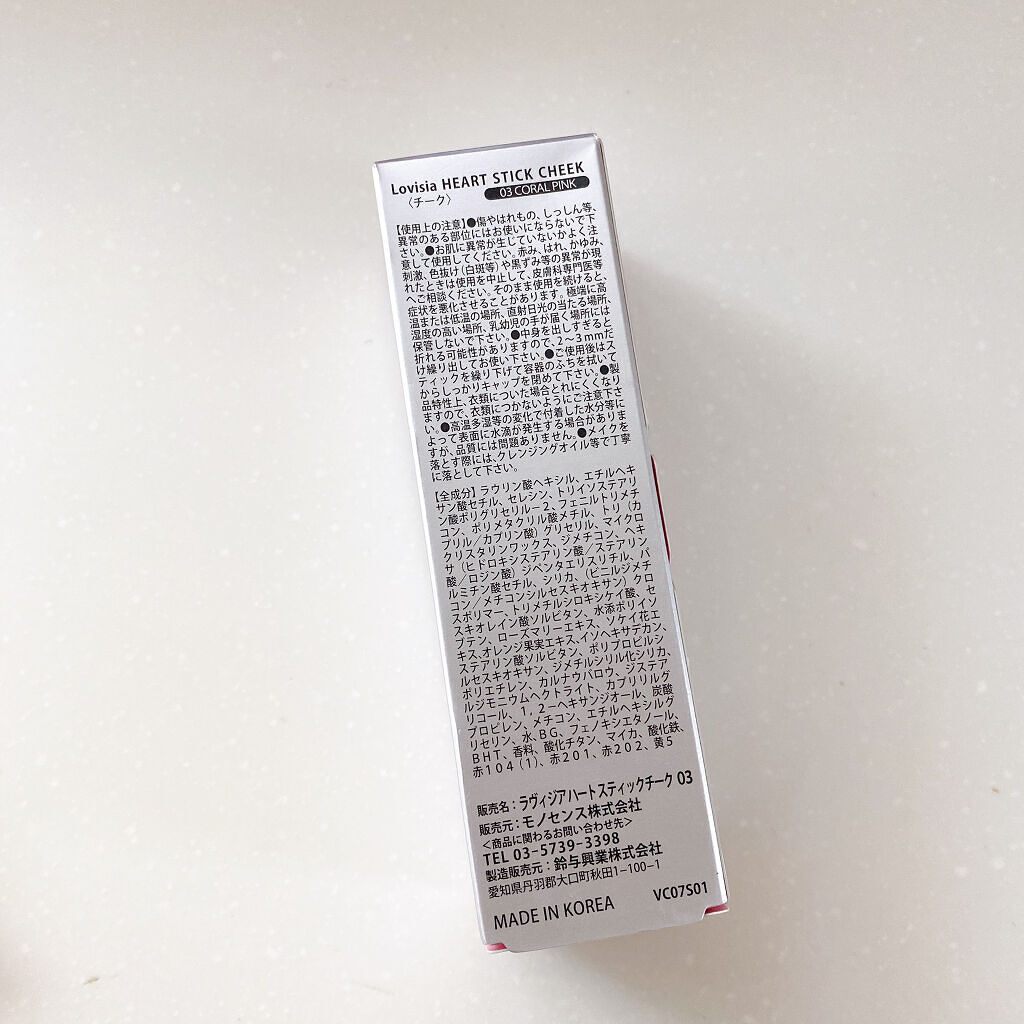 Lovisia HEART STICK CHEEK
〈チーク〉 03 CORAL PINK
【使用上の注意】●傷やはれもの、しっしん等、
異常のある部位にはお使いにならないで下
さい。●お肌に異常が生じていないかよく注
意して使用してください。赤み、はれ、かゆみ、
刺激、色抜け(白斑等)や黒ずみ等の異常が現
れたときは使用を中止して、皮膚科専門医等
へご相談ください。そのまま使用を続けると、
症状を悪化させることがあります。極端に高
温または低温の場所、直射日光の当たる場所、
湿度の高い場所、乳幼児の手が届く場所には
保管しないで下さい。●中身を出しすぎると
折れる可能性がありますので、2〜3mmだ
け繰り出してお使い下さい。●ご使用後はス
ティックを繰り下げて容器のふちを拭いて
からしっかりキャップを閉めて下さい。●製
品特性上、衣類についた場合とれにくくなり
ますので、衣類につかないようにご注意下さ
い。●高温多湿等の変化で付着した水分等に
よって表面に水滴が発生する場合がありま
すが、品質には問題ありません。●メイクを
落とす際には、クレンジングオイル等で丁寧
に落として下さい。
【全成分】ラウリン酸ヘキシル、エチルヘキ
サン酸セチル、セレシン、トリイソステアリ
ン酸ポリグリセリル－2、フェニルトリメチ
コン、ポリメタクリル酸メチル、トリ(カ
プリル/カプリン酸)グリセリル、マイクロ
クリスタリンワックス、ジメチコン、ヘキ
サ(ヒドロキシステアリン酸/ステアリン
酸/ロジン酸)ジペンタエリスリチル、パ
ルミチン酸セチル、シリカ、(ビニルジメチ
コン/メチコンシルセスキオキサン)クロ
スポリマー、トリメチルシロキシケイ酸、セ
スキオレイン酸ソルビタン、水添ポリイソ
ブテン、ローズマリーエキス、ソケイ花エ
キス、オレンジ果実エキス、イソヘキサデカン、
ステアリン酸ソルビタン、ポリプロピルシ
ルセスキオキサン、ジメチルシリル化シリカ、
ポリエチレン、カルナウバロウ、ジステア
ルジモニウムヘクトライト、カプリリルグ
リコール、1,2－ヘキサンジオール、炭酸
プロピレン、メチコン、エチルヘキシルグ
リセリン、水、BG、フェノキシエタノール、
BHT、香料、酸化チタン、マイカ、酸化鉄、
赤104(1)、赤201、赤202、黄5
販売名：ラヴィジアハートスティックチーク 03
販売元：モノセンス株式会社
<商品に関わるお問い合わせ先>
TEL 03-5739-3398
製造販売元：鈴与興業株式会社
愛知県丹羽郡大口町秋田1-100-1
MADE IN KOREA VC07S01